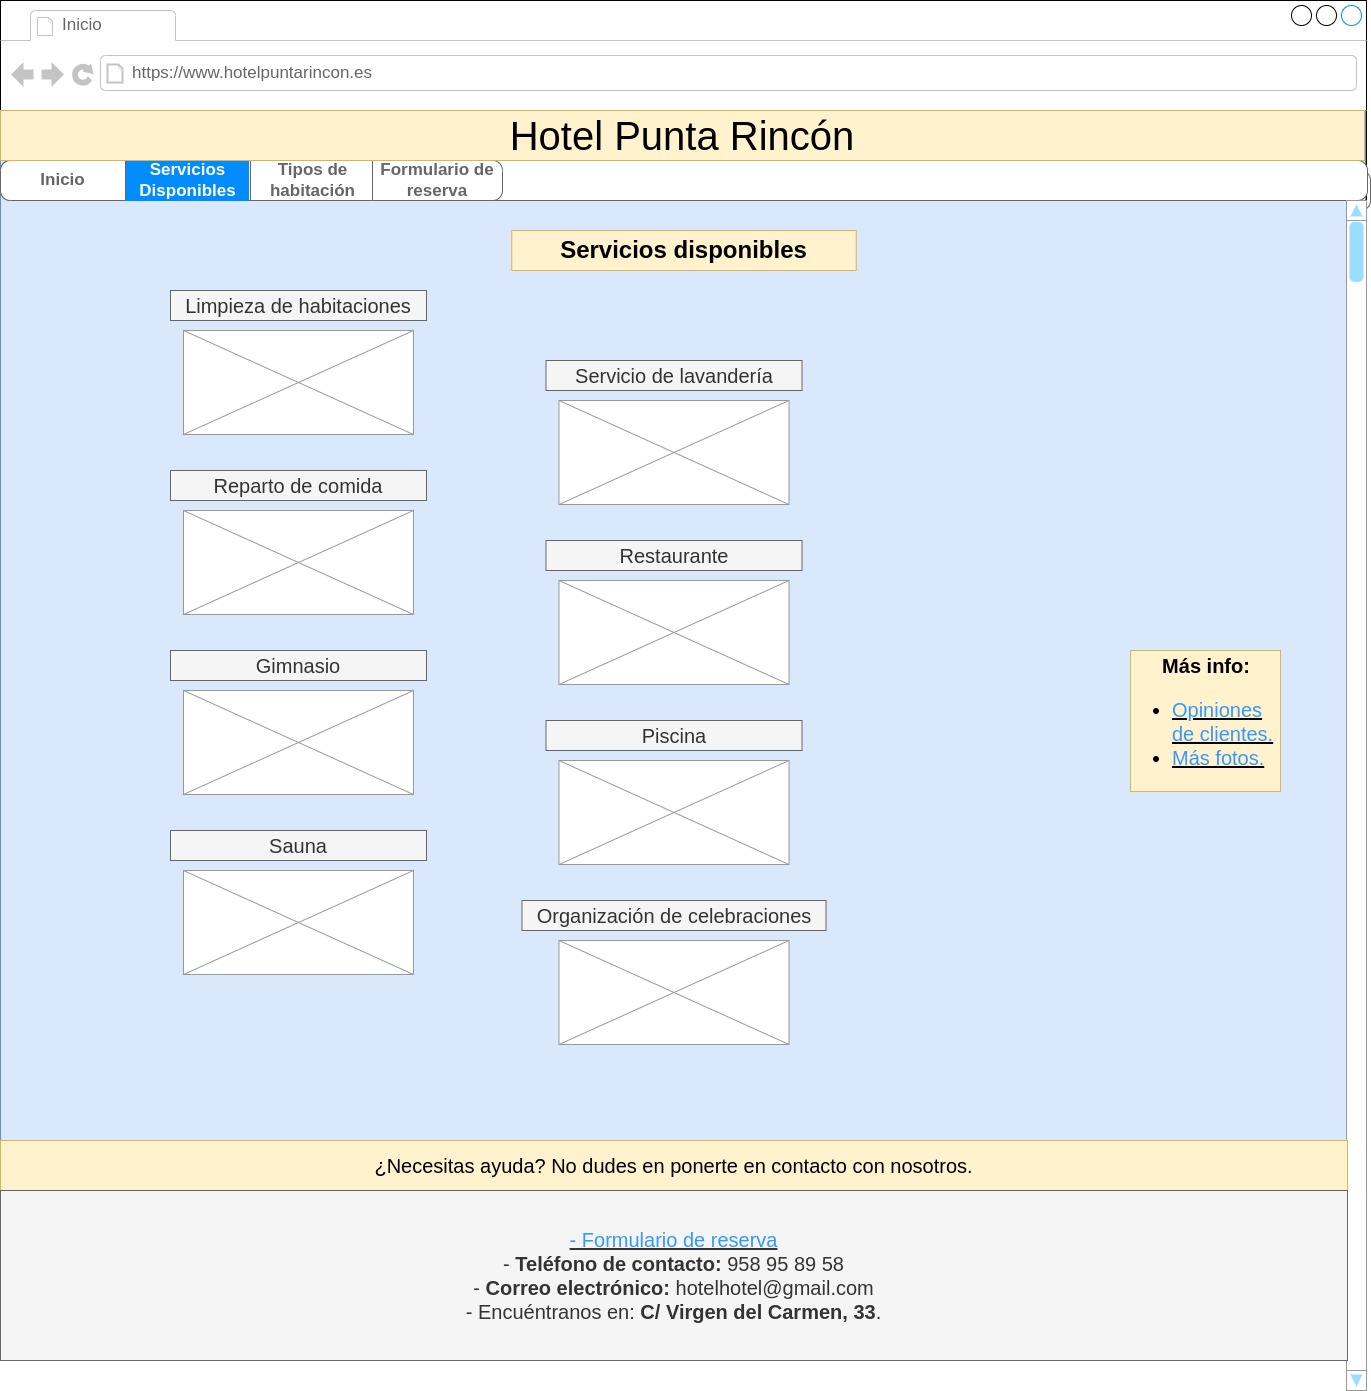 Inicio
https://www.hotelpuntarincon.es
Hotel Punta Rincón
Inicio
Servicios
Disponibles
Tipos de
habitación
Formulario de
reserva
Servicios disponibles
Limpieza de habitaciones
Servicio de lavandería
Reparto de comida
Restaurante
Gimnasio
Piscina
Sauna
Organización de celebraciones
Más info:
• Opiniones
de clientes.
• Más fotos.
¿Necesitas ayuda? No dudes en ponerte en contacto con nosotros.
- Formulario de reserva
- Teléfono de contacto: 958 95 89 58
- Correo electrónico: hotelhotel@gmail.com
- Encuéntranos en: C/ Virgen del Carmen, 33.